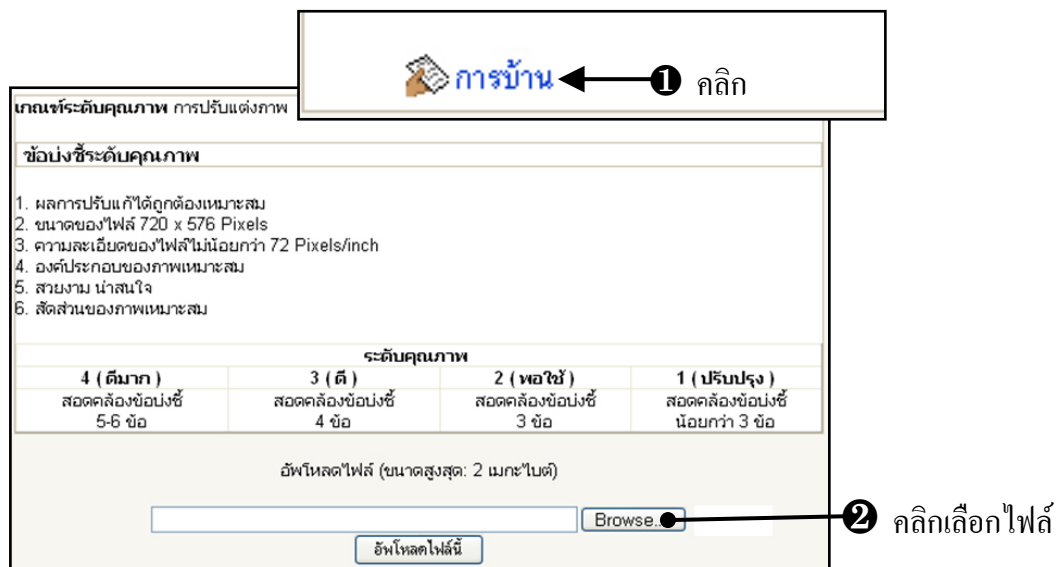 การบ้าน ❶ คลิก
เกณฑ์ระดับคุณภาพ การปรับแต่งภาพ
ข้อบ่งชี้ระดับคุณภาพ
1. ผลการปรับแก้ได้ถูกต้องเหมาะสม
2. ขนาดของไฟล์ 720 x 576 Pixels
3. ความละเอียดของไฟล์ไม่น้อยกว่า 72 Pixels/inch
4. องค์ประกอบของภาพเหมาะสม
5. สวยงาม น่าสนใจ
6. สัดส่วนของภาพเหมาะสม
ระดับคุณภาพ
4 ( ดีมาก ) 3 ( ดี ) 2 ( พอใช้ ) 1 ( ปรับปรุง )
สอดคล้องข้อบ่งชี้ สอดคล้องข้อบ่งชี้ สอดคล้องข้อบ่งชี้ สอดคล้องข้อบ่งชี้
5-6 ข้อ 4 ข้อ 3 ข้อ น้อยกว่า 3 ข้อ
อัพโหลดไฟล์ (ขนาดสูงสุด: 2 เมกะไบต์)
Browse... ❷ คลิกเลือกไฟล์
อัพโหลดไฟล์นี้